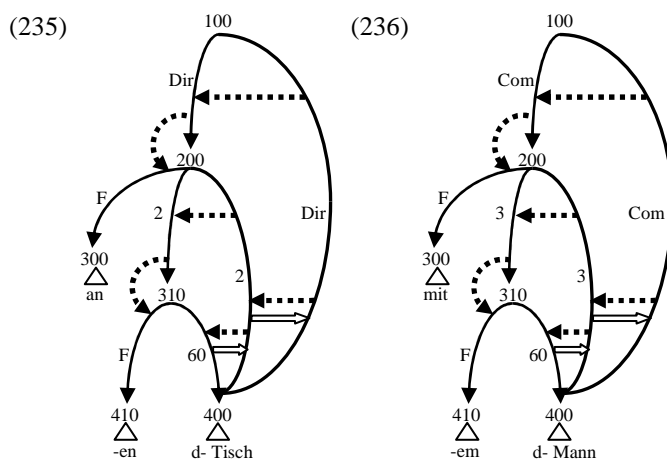 (235) 100 (236) 100
Dir Com
200 200
F F
2 Dir 3 Com
300 300
an 2 mit 3
310 310
F 60 F 60
410 400 410 400
-en d- Tisch -em d- Mann